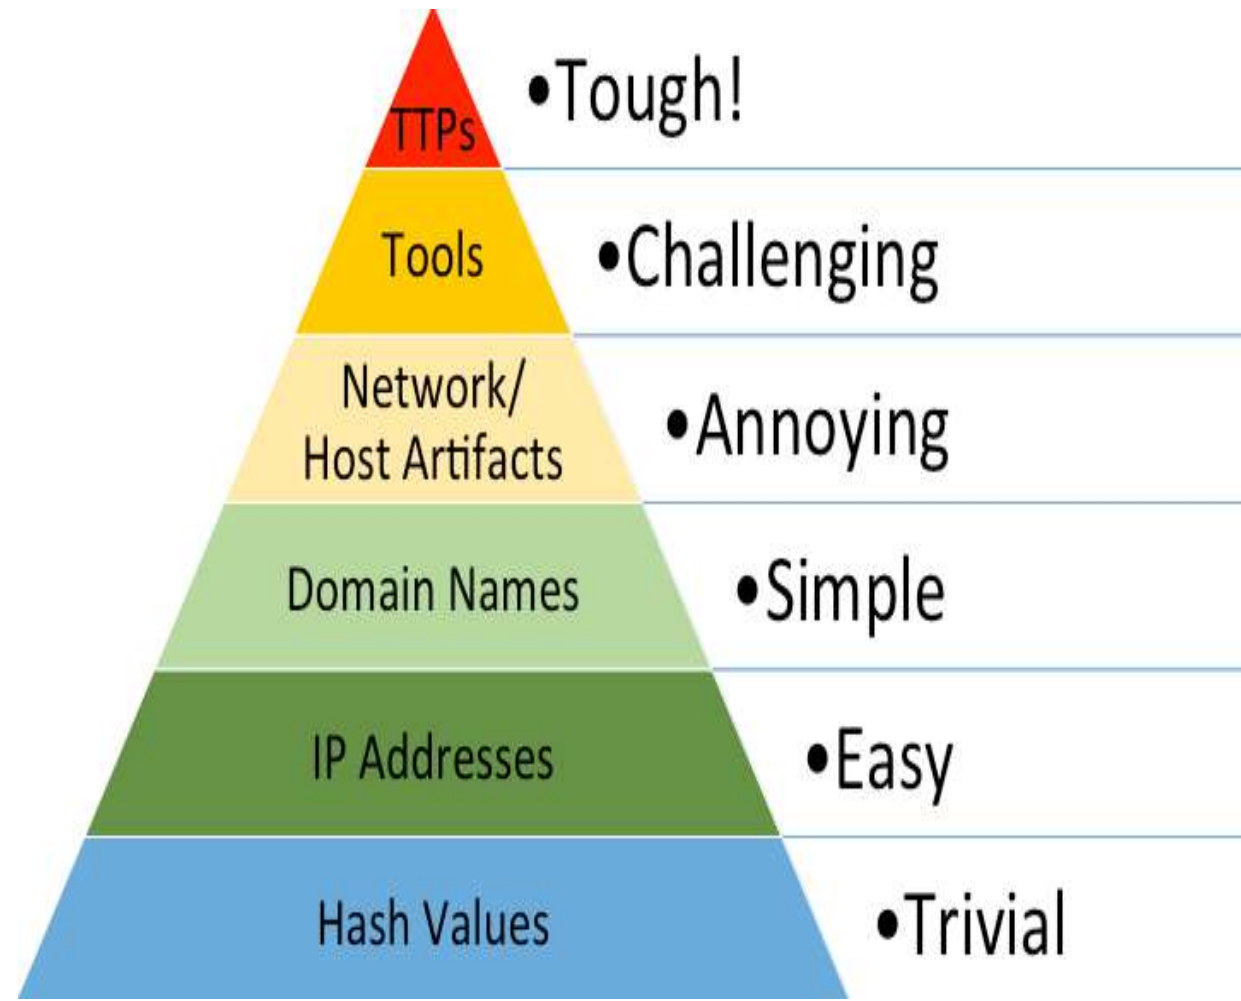 TTPs
•Tough!
Tools
•Challenging
Network/
Host Artifacts
•Annoying
Domain Names
•Simple
IP Addresses
•Easy
Hash Values
•Trivial